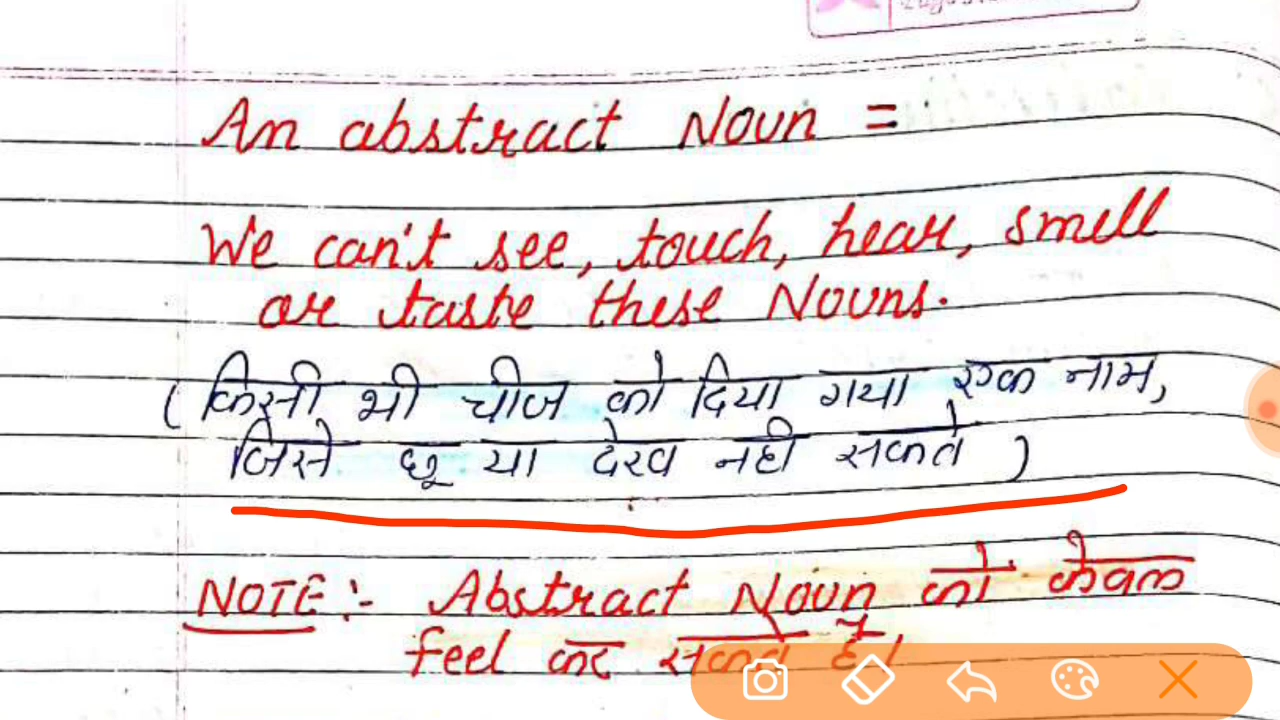 An abstract Noun =
We can't see, touch, hear, smell
or taste these Nouns.
( किसी भी चीज को दिया गया एक नाम,
जिसे छू या देख नही सकते )
NOTE :- Abstract Noun को केवल
feel कर सकते है।